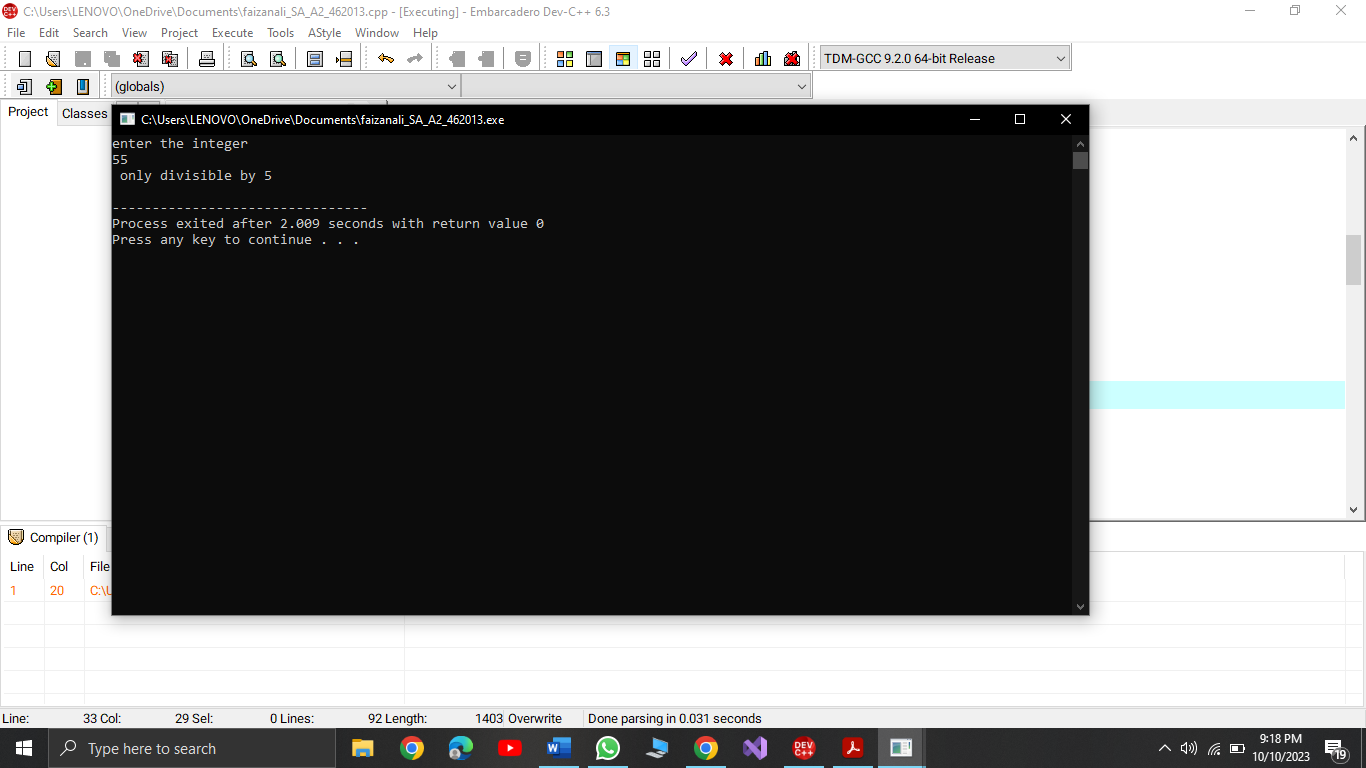 C:\Users\LENOVO\OneDrive\Documents\faizanali_SA_A2_462013.cpp - [Executing] - Embarcadero Dev-C++ 6.3
File Edit Search View Project Execute Tools AStyle Window Help
TDM-GCC 9.2.0 64-bit Release
(globals)
Project Classes
C:\Users\LENOVO\OneDrive\Documents\faizanali_SA_A2_462013.exe
enter the integer
55
only divisible by 5
--------------------------------
Process exited after 2.009 seconds with return value 0
Press any key to continue . . .
Compiler (1)
Line Col File
1 20 C:\U
Line: 33 Col: 29 Sel: 0 Lines: 92 Length: 1403 Overwrite Done parsing in 0.031 seconds
Type here to search
9:18 PM
10/10/2023
19